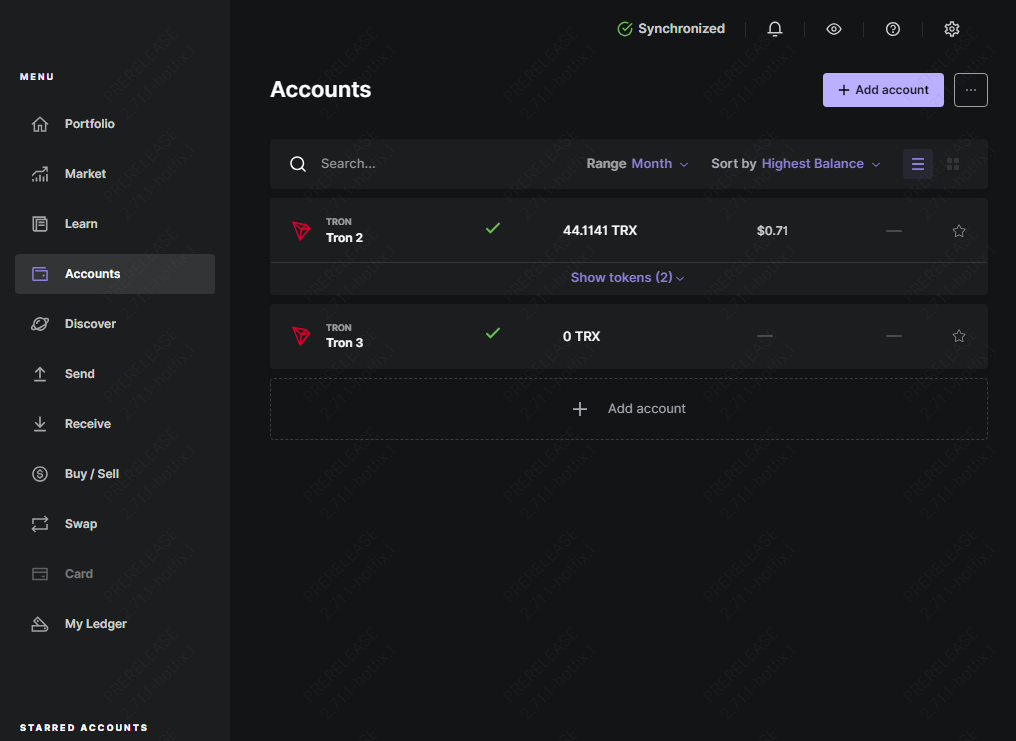 Synchronized
MENU
Portfolio
Market
Learn
Accounts
Discover
Send
Receive
Buy / Sell
Swap
Card
My Ledger
STARRED ACCOUNTS
Accounts
+ Add account
...
Search...
Range Month
Sort by Highest Balance
TRON
Tron 2
44.1141 TRX
$0.71
—
Show tokens (2)
TRON
Tron 3
0 TRX
—
—
+ Add account
PRERELEASE
2.71.1-hotfix.1